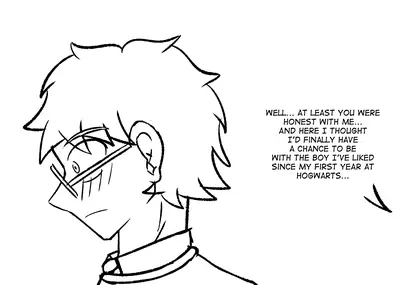 WELL... AT LEAST YOU WERE
HONEST WITH ME...
AND HERE I THOUGHT
I'D FINALLY HAVE
A CHANCE TO BE
WITH THE BOY I'VE LIKED
SINCE MY FIRST YEAR AT
HOGWARTS...